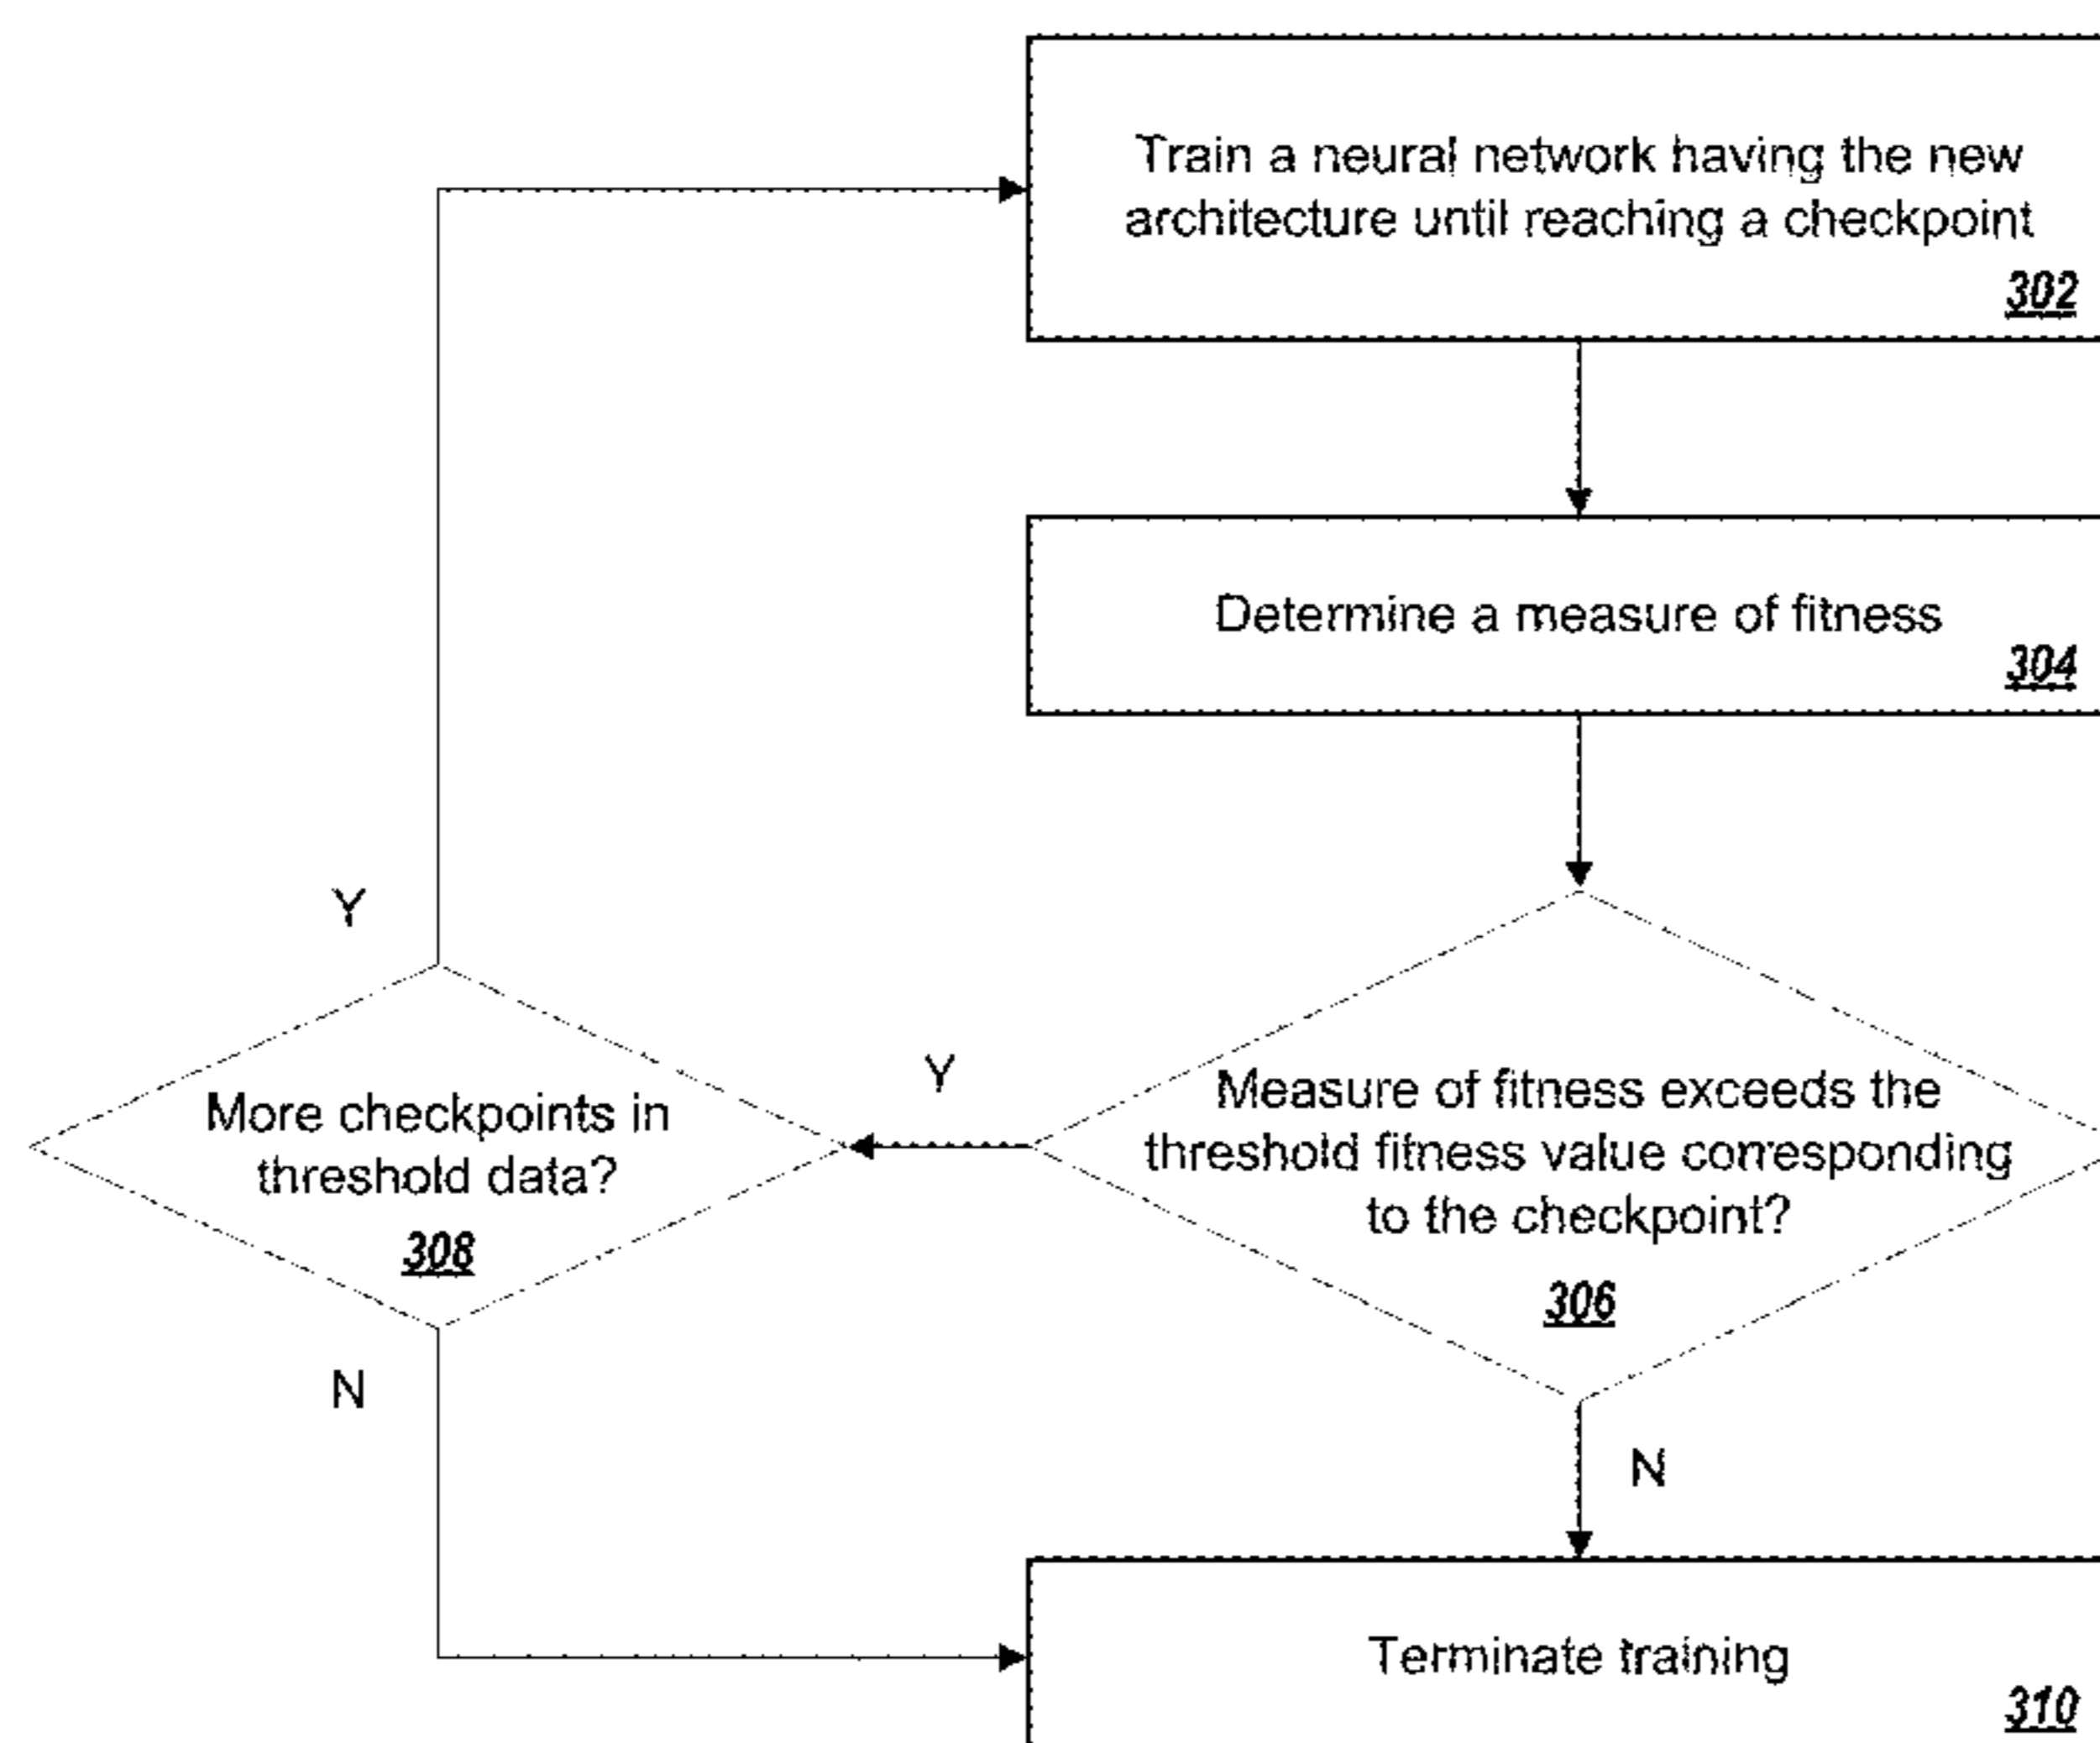 Train a neural network having the new
architecture until reaching a checkpoint
302
Determine a measure of fitness
304
Y
Y
More checkpoints in
threshold data?
308
Measure of fitness exceeds the
threshold fitness value corresponding
to the checkpoint?
306
N
N
Terminate training
310